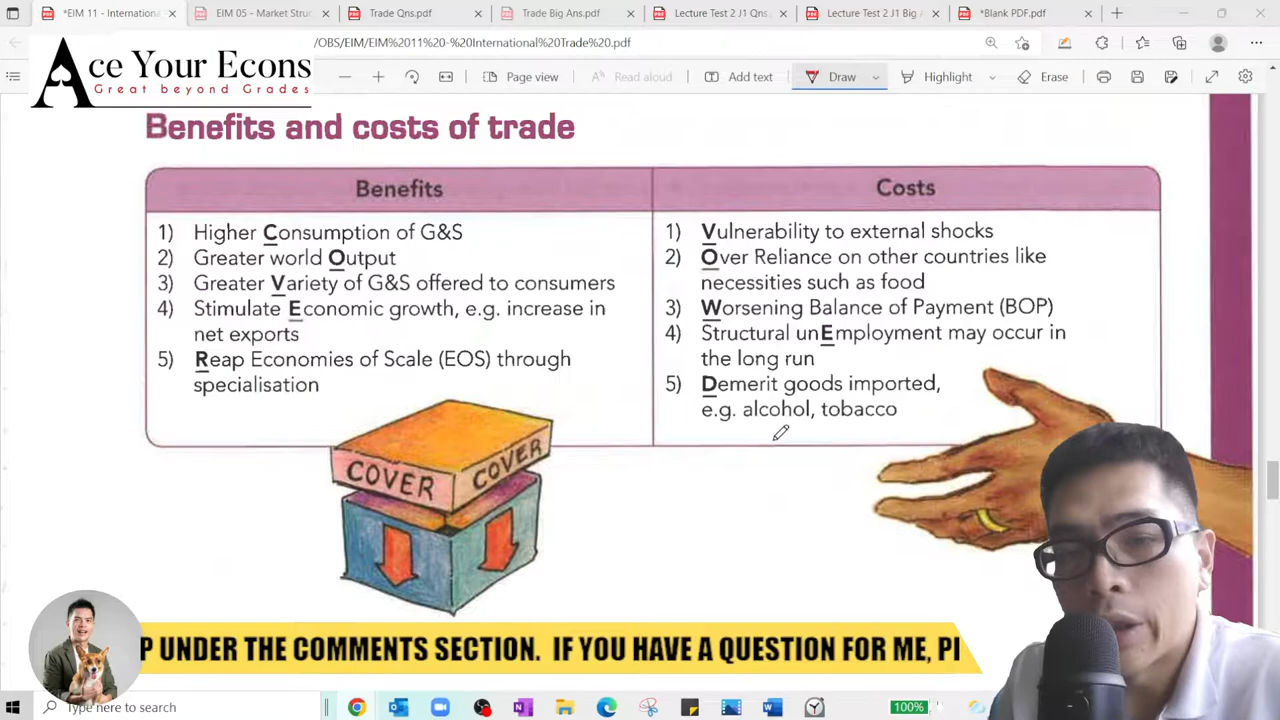 *EIM 11 - Internationa
EIM 05 - Market Struc
Trade Qns.pdf
Trade Big Ans.pdf
Lecture Test 2 J1 Qns
Lecture Test 2 J1 Big A
*Blank PDF.pdf
/OBS/EIM/EIM%2011%20-%20International%20Trade%20.pdf
Ace Your Econs
Great beyond Grades
Page view
Read aloud
Add text
Draw
Highlight
Erase
Benefits and costs of trade
Benefits
1) Higher Consumption of G&S
2) Greater world Output
3) Greater Variety of G&S offered to consumers
4) Stimulate Economic growth, e.g. increase in
net exports
5) Reap Economies of Scale (EOS) through
specialisation
Costs
1) Vulnerability to external shocks
2) Over Reliance on other countries like
necessities such as food
3) Worsening Balance of Payment (BOP)
4) Structural unEmployment may occur in
the long run
5) Demerit goods imported,
e.g. alcohol, tobacco
COVER COVER
P UNDER THE COMMENTS SECTION. IF YOU HAVE A QUESTION FOR ME, PI
Type here to search
100%